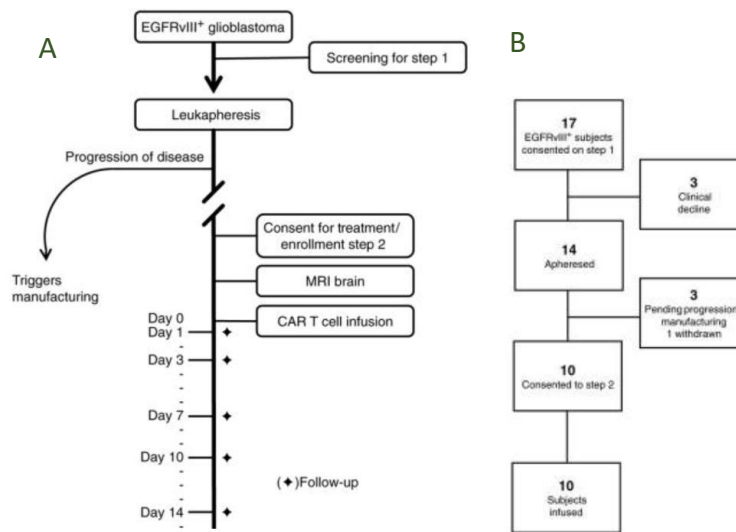 A
EGFRvIII⁺ glioblastoma
Screening for step 1
Leukapheresis
Progression of disease
Triggers
manufacturing
Consent for treatment/
enrollment step 2
MRI brain
CAR T cell infusion
Day 0
Day 1
Day 3
Day 7
Day 10
Day 14
(✦)Follow-up
B
17
EGFRvIII⁺ subjects
consented on step 1
3
Clinical
decline
14
Apheresed
3
Pending progression
manufacturing
1 withdrawn
10
Consented to step 2
10
Subjects
infused